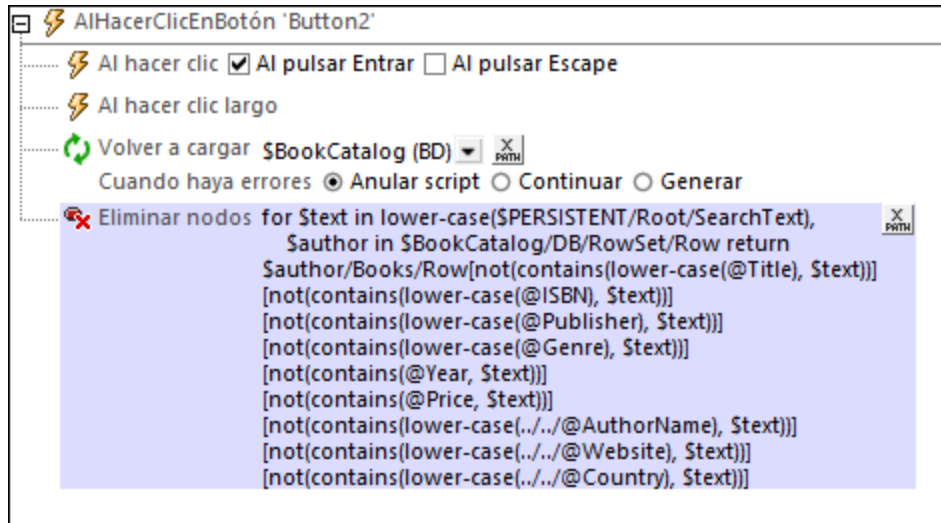 AlHacerClicEnBotón 'Button2'
Al hacer clic Al pulsar Entrar Al pulsar Escape
Al hacer clic largo
Volver a cargar $BookCatalog (BD) X PATH
Cuando haya errores Anular script Continuar Generar
Eliminar nodos for $text in lower-case($PERSISTENT/Root/SearchText), X PATH
$author in $BookCatalog/DB/RowSet/Row return
$author/Books/Row[not(contains(lower-case(@Title), $text))]
[not(contains(lower-case(@ISBN), $text))]
[not(contains(lower-case(@Publisher), $text))]
[not(contains(lower-case(@Genre), $text))]
[not(contains(@Year, $text))]
[not(contains(@Price, $text))]
[not(contains(lower-case(../../@AuthorName), $text))]
[not(contains(lower-case(../../@Website), $text))]
[not(contains(lower-case(../../@Country), $text))]